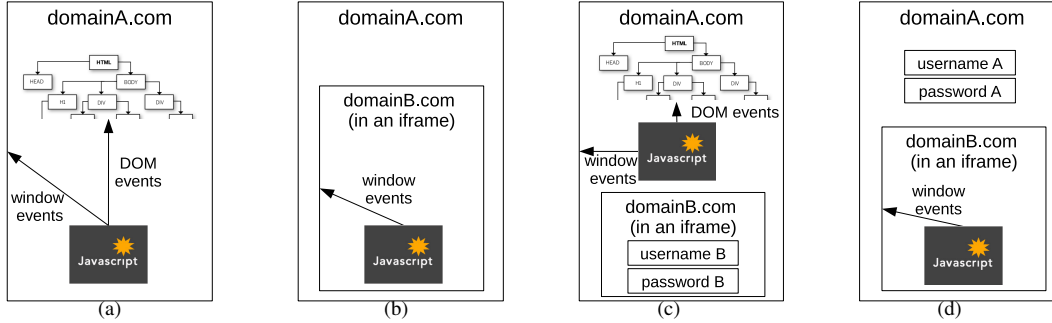 domainA.com
HTML
HEAD
BODY
H1
DIV
DIV
DOM
events
window
events
Javascript
(a)
domainA.com
domainB.com
(in an iframe)
window
events
Javascript
(b)
domainA.com
HTML
HEAD
BODY
H1
DIV
DIV
DOM events
Javascript
window
events
domainB.com
(in an iframe)
username B
password B
(c)
domainA.com
username A
password A
domainB.com
(in an iframe)
window
events
Javascript
(d)